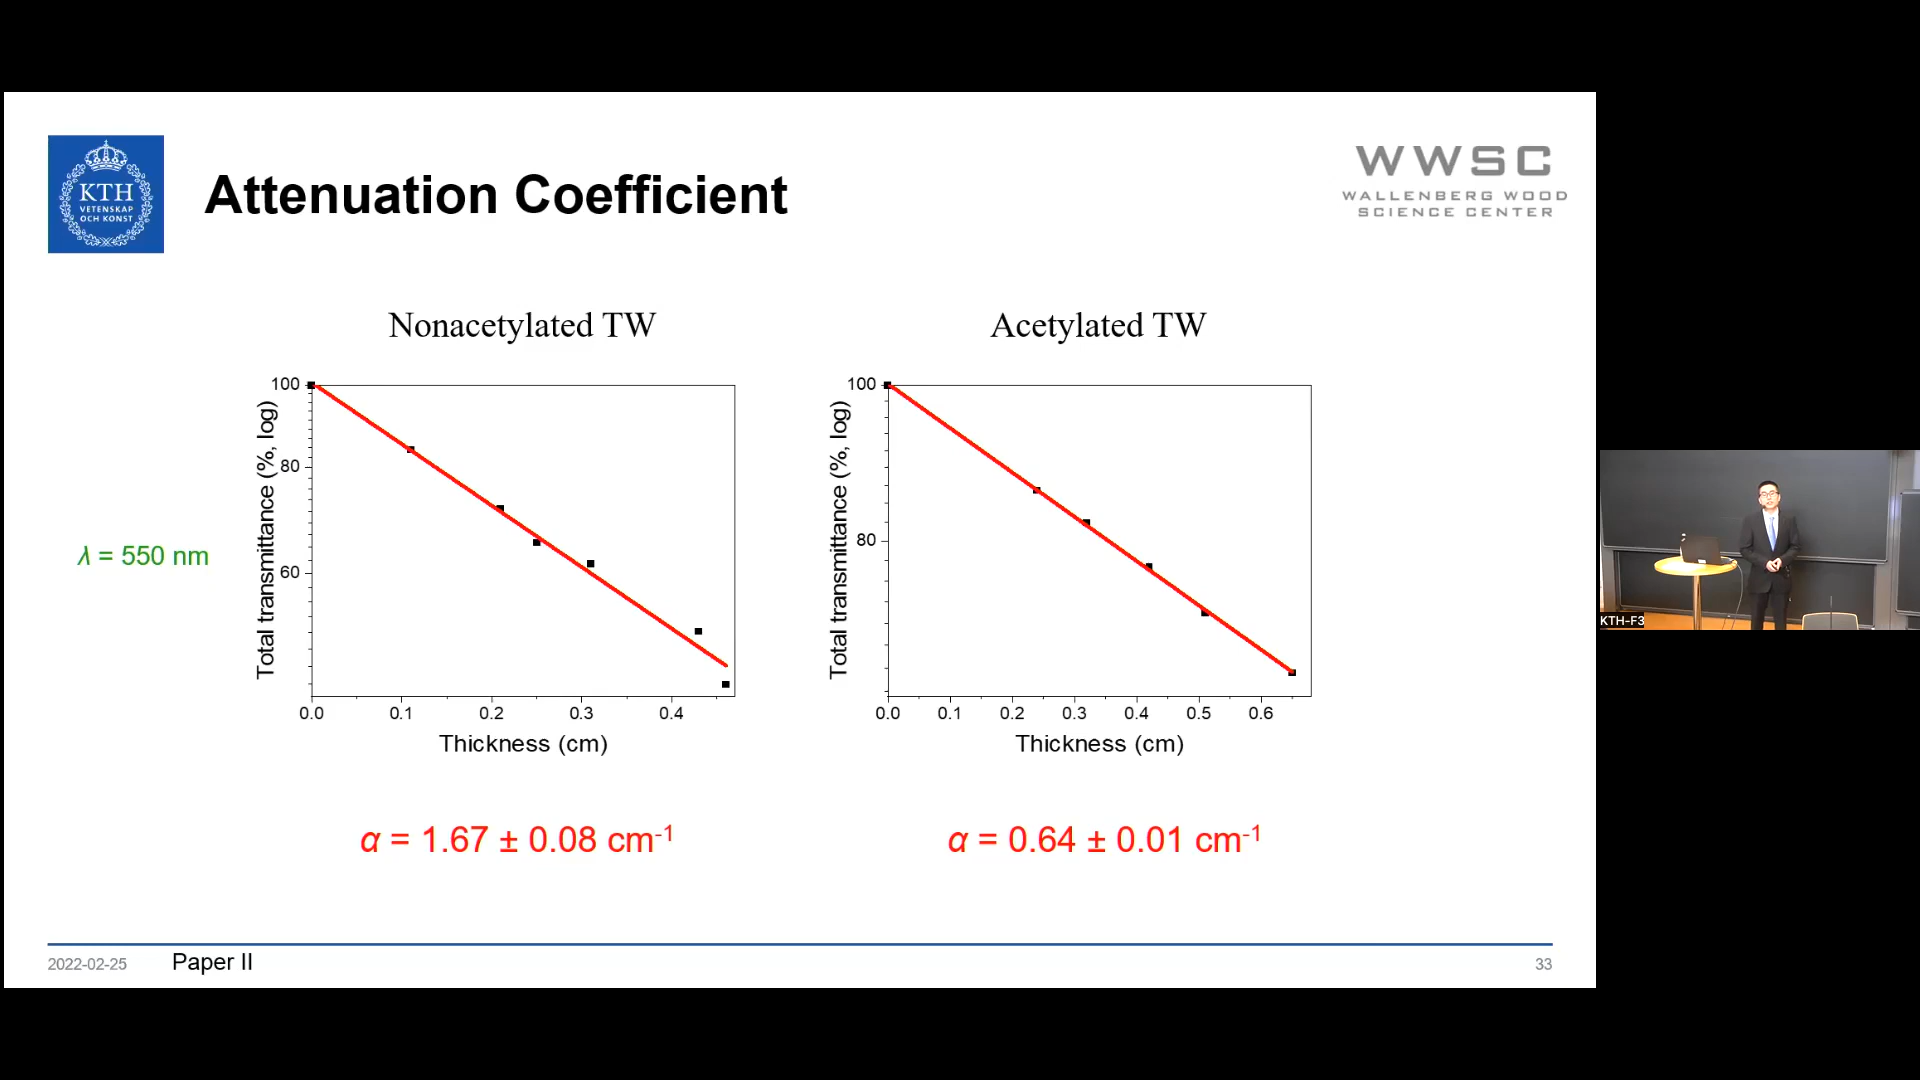 KTH
VETENSKAP
OCH KONST
Attenuation Coefficient
WWSC
WALLENBERG WOOD
SCIENCE CENTER
Nonacetylated TW
Acetylated TW
λ = 550 nm
Total transmittance (%, log)
100
80
60
0.0 0.1 0.2 0.3 0.4
Thickness (cm)
Total transmittance (%, log)
100
80
0.0 0.1 0.2 0.3 0.4 0.5 0.6
Thickness (cm)
α = 1.67 ± 0.08 cm⁻¹
α = 0.64 ± 0.01 cm⁻¹
2022-02-25
Paper II
33
KTH-F3